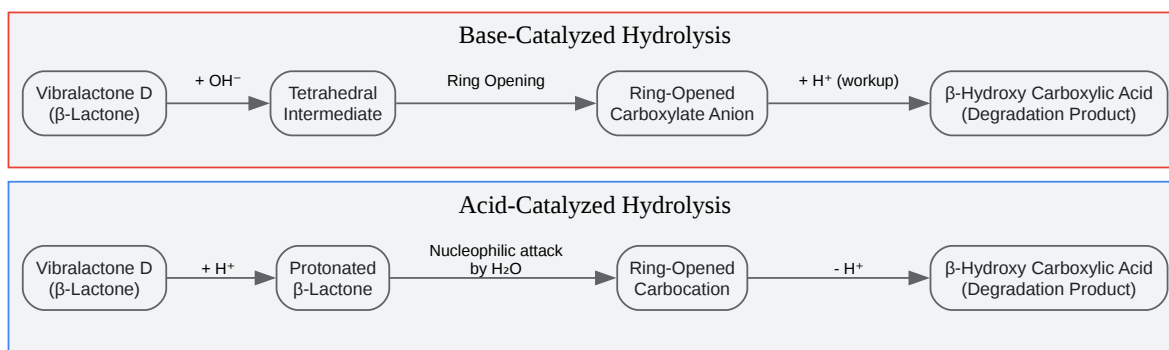 Base-Catalyzed Hydrolysis
Vibralactone D
(β-Lactone)
+ OH⁻
Tetrahedral
Intermediate
Ring Opening
Ring-Opened
Carboxylate Anion
+ H⁺ (workup)
β-Hydroxy Carboxylic Acid
(Degradation Product)
Acid-Catalyzed Hydrolysis
Vibralactone D
(β-Lactone)
+ H⁺
Protonated
β-Lactone
Nucleophilic attack
by H₂O
Ring-Opened
Carbocation
- H⁺
β-Hydroxy Carboxylic Acid
(Degradation Product)